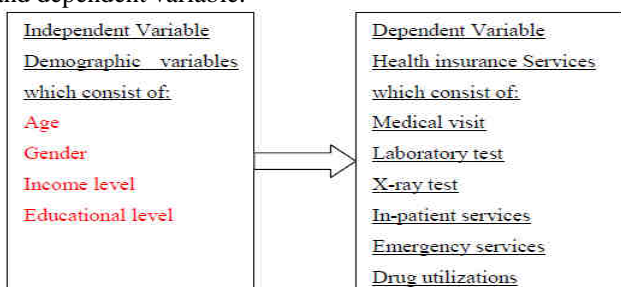 and dependent variable.
Independent Variable
Demographic variables
which consist of:
Age
Gender
Income level
Educational level
Dependent Variable
Health insurance Services
which consist of:
Medical visit
Laboratory test
X-ray test
In-patient services
Emergency services
Drug utilizations